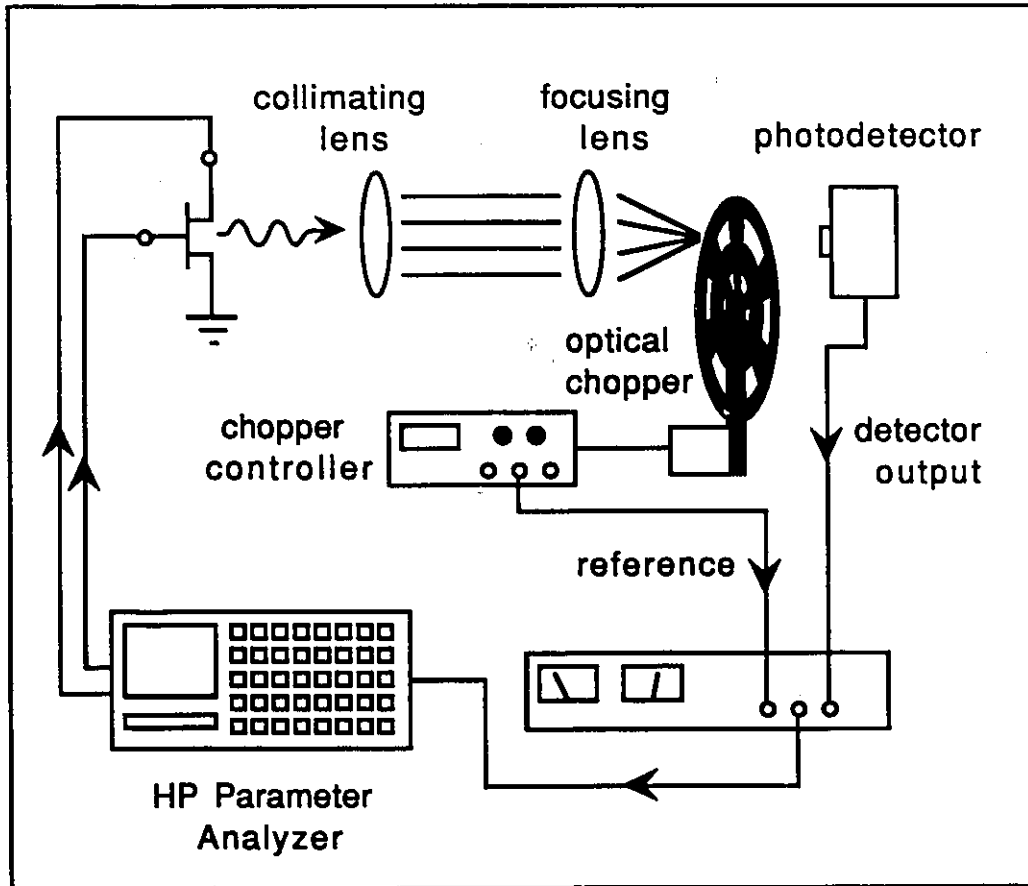 collimating
lens
focusing
lens
photodetector
optical
chopper
chopper
controller
detector
output
reference
HP Parameter
Analyzer